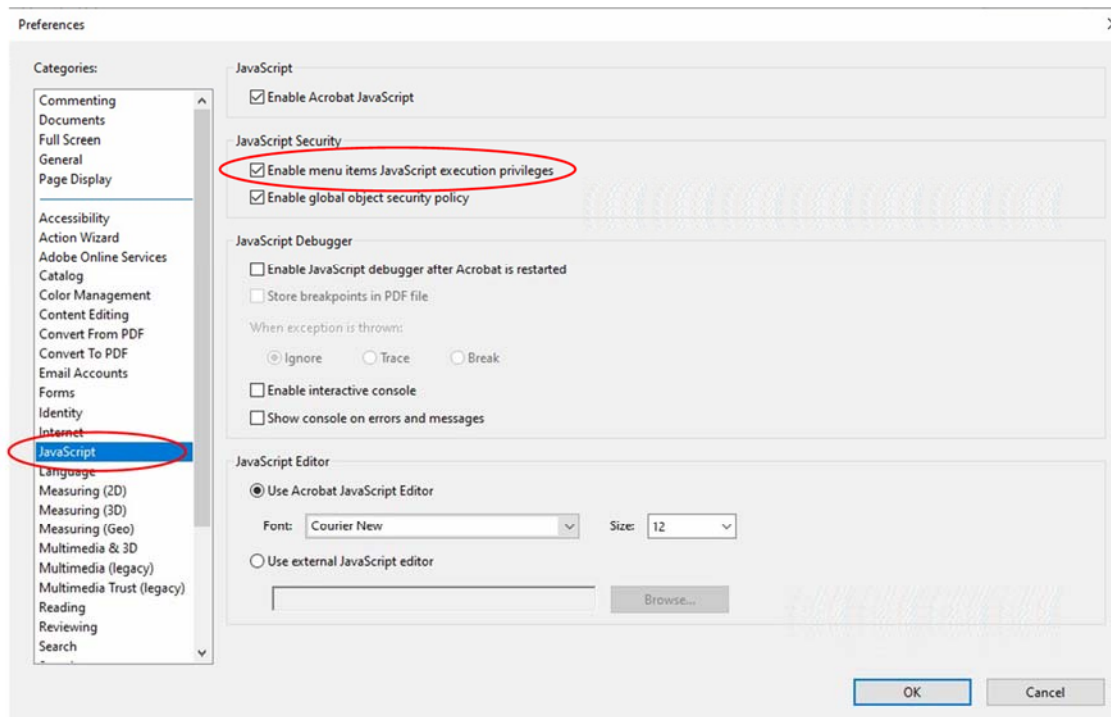 Preferences
Categories:
Commenting
Documents
Full Screen
General
Page Display
Accessibility
Action Wizard
Adobe Online Services
Catalog
Color Management
Content Editing
Convert From PDF
Convert To PDF
Email Accounts
Forms
Identity
Internet
JavaScript
Language
Measuring (2D)
Measuring (3D)
Measuring (Geo)
Multimedia & 3D
Multimedia (legacy)
Multimedia Trust (legacy)
Reading
Reviewing
Search
JavaScript
Enable Acrobat JavaScript
JavaScript Security
Enable menu items JavaScript execution privileges
Enable global object security policy
JavaScript Debugger
Enable JavaScript debugger after Acrobat is restarted
Store breakpoints in PDF file
When exception is thrown:
Ignore Trace Break
Enable interactive console
Show console on errors and messages
JavaScript Editor
Use Acrobat JavaScript Editor
Font: Courier New Size: 12
Use external JavaScript editor
Browse...
OK Cancel